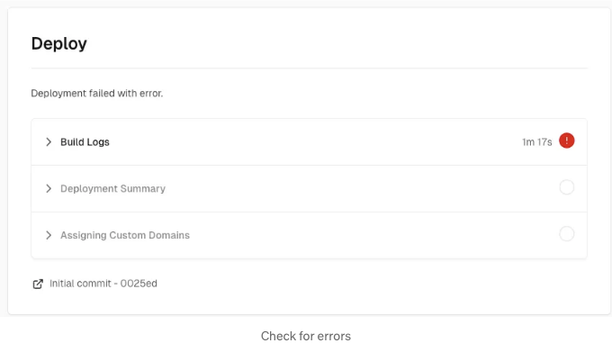 Deploy
Deployment failed with error.
Build Logs 1m 17s
Deployment Summary
Assigning Custom Domains
Initial commit - 0025ed
Check for errors